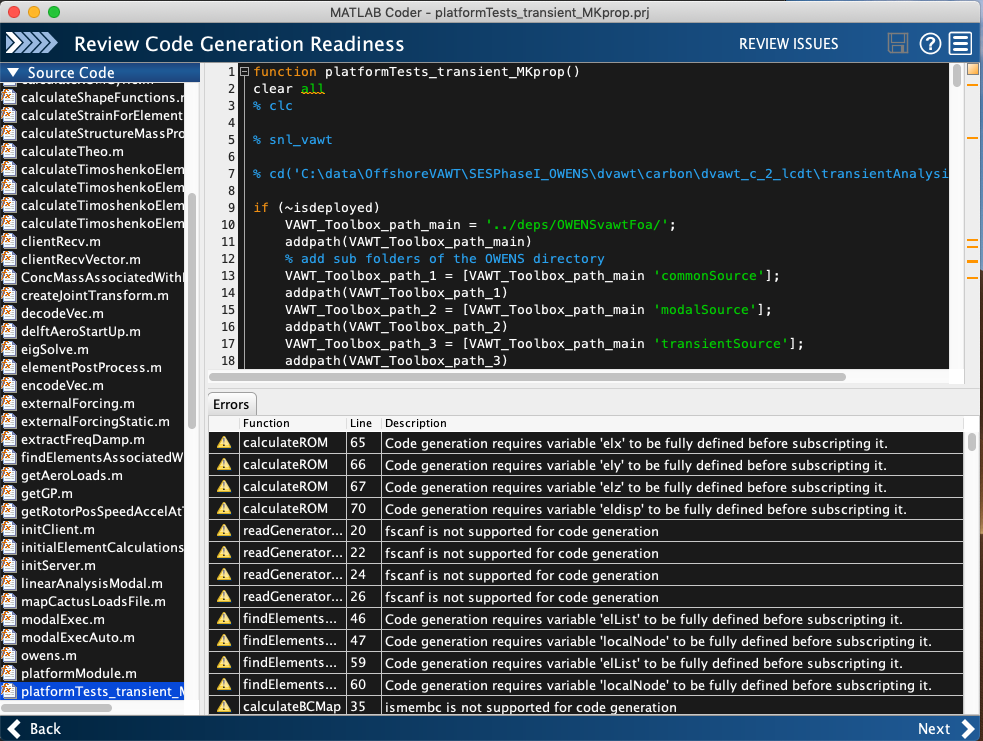 MATLAB Coder - platformTests_transient_MKprop.prj
Review Code Generation Readiness
REVIEW ISSUES
Source Code
calculateShapeFunctions.r
calculateStrainForElement
calculateStructureMassPro
calculateTheo.m
calculateTimoshenkoElem
calculateTimoshenkoElem
calculateTimoshenkoElem
calculateTimoshenkoElem
clientRecv.m
clientRecvVector.m
ConcMassAssociatedWith
createJointTransform.m
decodeVec.m
delftAeroStartUp.m
eigSolve.m
elementPostProcess.m
encodeVec.m
externalForcing.m
externalForcingStatic.m
extractFreqDamp.m
findElementsAssociatedW
getAeroLoads.m
getGP.m
getRotorPosSpeedAccelAt
initClient.m
initialElementCalculations
initServer.m
linearAnalysisModal.m
mapCactusLoadsFile.m
modalExec.m
modalExecAuto.m
owens.m
platformModule.m
platformTests_transient_M
1 function platformTests_transient_MKprop()
2 clear all
3 % clc
4
5 % snl_vawt
6
7 % cd('C:\data\OffshoreVAWT\SESPhaseI_OWENS\dvawt\carbon\dvawt_c_2_lcdt\transientAnalysi
8
9 if (~isdeployed)
10 VAWT_Toolbox_path_main = '../deps/OWENSvawtFoa/';
11 addpath(VAWT_Toolbox_path_main)
12 % add sub folders of the OWENS directory
13 VAWT_Toolbox_path_1 = [VAWT_Toolbox_path_main 'commonSource'];
14 addpath(VAWT_Toolbox_path_1)
15 VAWT_Toolbox_path_2 = [VAWT_Toolbox_path_main 'modalSource'];
16 addpath(VAWT_Toolbox_path_2)
17 VAWT_Toolbox_path_3 = [VAWT_Toolbox_path_main 'transientSource'];
18 addpath(VAWT_Toolbox_path_3)
Errors
Function Line Description
calculateROM 65 Code generation requires variable 'elx' to be fully defined before subscripting it.
calculateROM 66 Code generation requires variable 'ely' to be fully defined before subscripting it.
calculateROM 67 Code generation requires variable 'elz' to be fully defined before subscripting it.
calculateROM 70 Code generation requires variable 'eldisp' to be fully defined before subscripting it.
readGenerator... 20 fscanf is not supported for code generation
readGenerator... 22 fscanf is not supported for code generation
readGenerator... 24 fscanf is not supported for code generation
readGenerator... 26 fscanf is not supported for code generation
findElements... 46 Code generation requires variable 'elList' to be fully defined before subscripting it.
findElements... 47 Code generation requires variable 'localNode' to be fully defined before subscripting it.
findElements... 59 Code generation requires variable 'elList' to be fully defined before subscripting it.
findElements... 60 Code generation requires variable 'localNode' to be fully defined before subscripting it.
calculateBCMap 35 ismembc is not supported for code generation
Back
Next